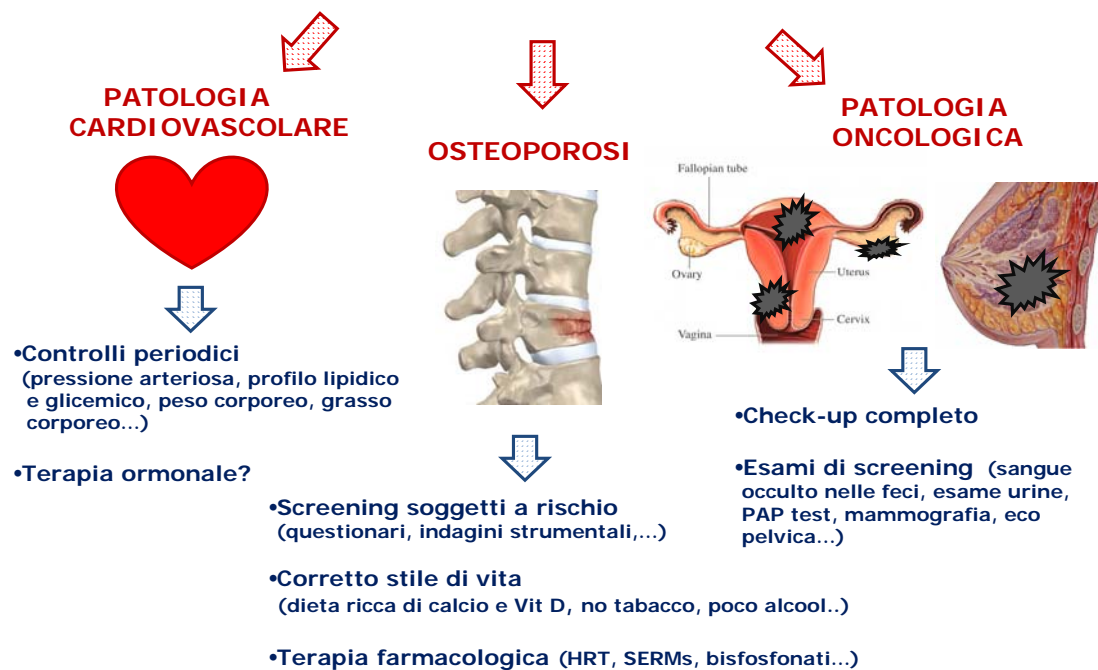 PATOLOGIA
CARDIOVASCOLARE
•Controlli periodici
(pressione arteriosa, profilo lipidico
e glicemico, peso corporeo, grasso
corporeo…)
•Terapia ormonale?
OSTEOPOROSI
•Screening soggetti a rischio
(questionari, indagini strumentali,…)
•Corretto stile di vita
(dieta ricca di calcio e Vit D, no tabacco, poco alcool..)
•Terapia farmacologica (HRT, SERMs, bisfosfonati…)
PATOLOGIA
ONCOLOGICA
Fallopian tube
Ovary
Uterus
Cervix
Vagina
•Check-up completo
•Esami di screening (sangue
occulto nelle feci, esame urine,
PAP test, mammografia, eco
pelvica…)